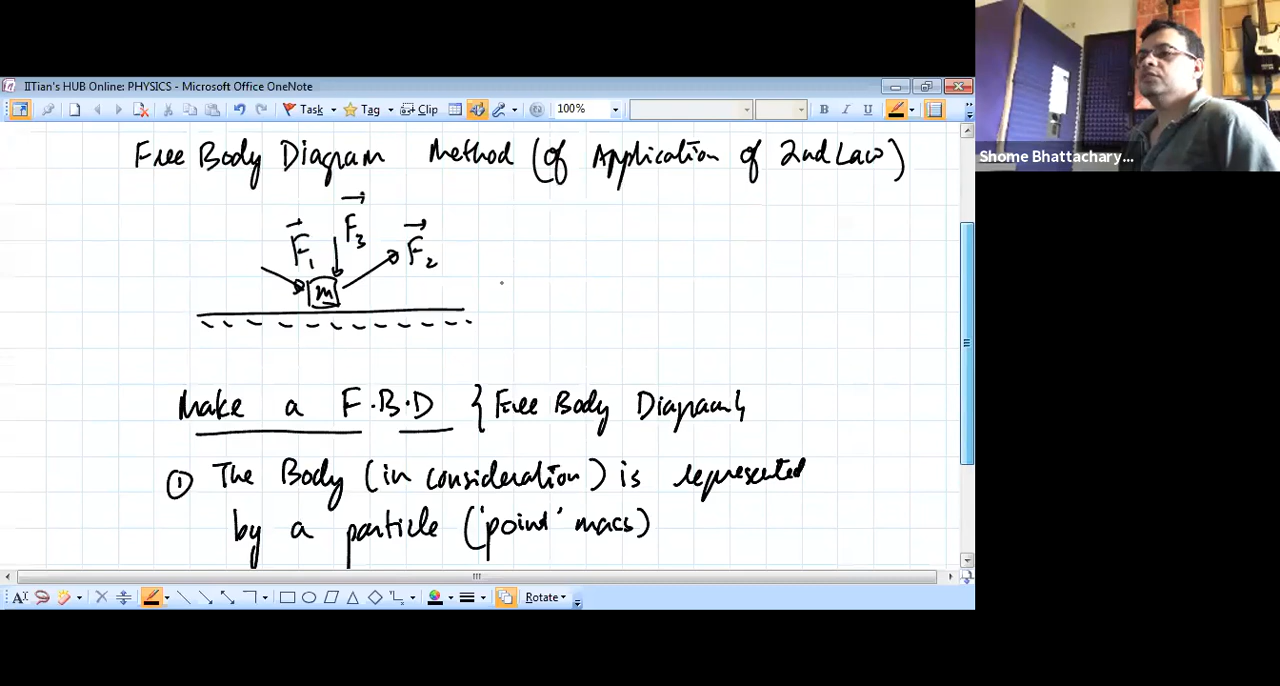 IITian's HUB Online: PHYSICS - Microsoft Office OneNote
Task Tag Clip 100% B I U
Free Body Diagram Method (of Application of 2nd Law)
F₁ F₃ F₂
m
Make a F.B.D {Free Body Diagram}
① The Body (in consideration) is represented
by a particle ('point' mass)
Rotate
Shome Bhattachary...